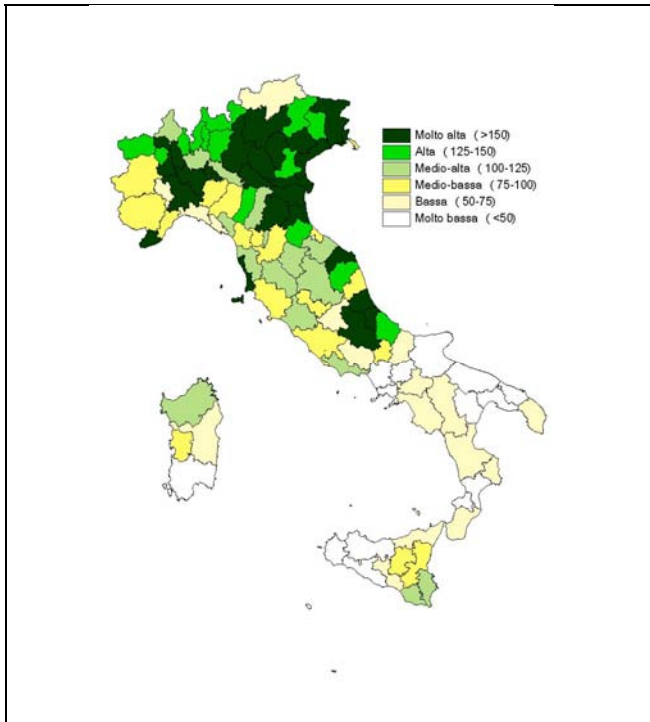 Molto alta (>150)
Alta (125-150)
Medio-alta (100-125)
Medio-bassa (75-100)
Bassa (50-75)
Molto bassa (<50)